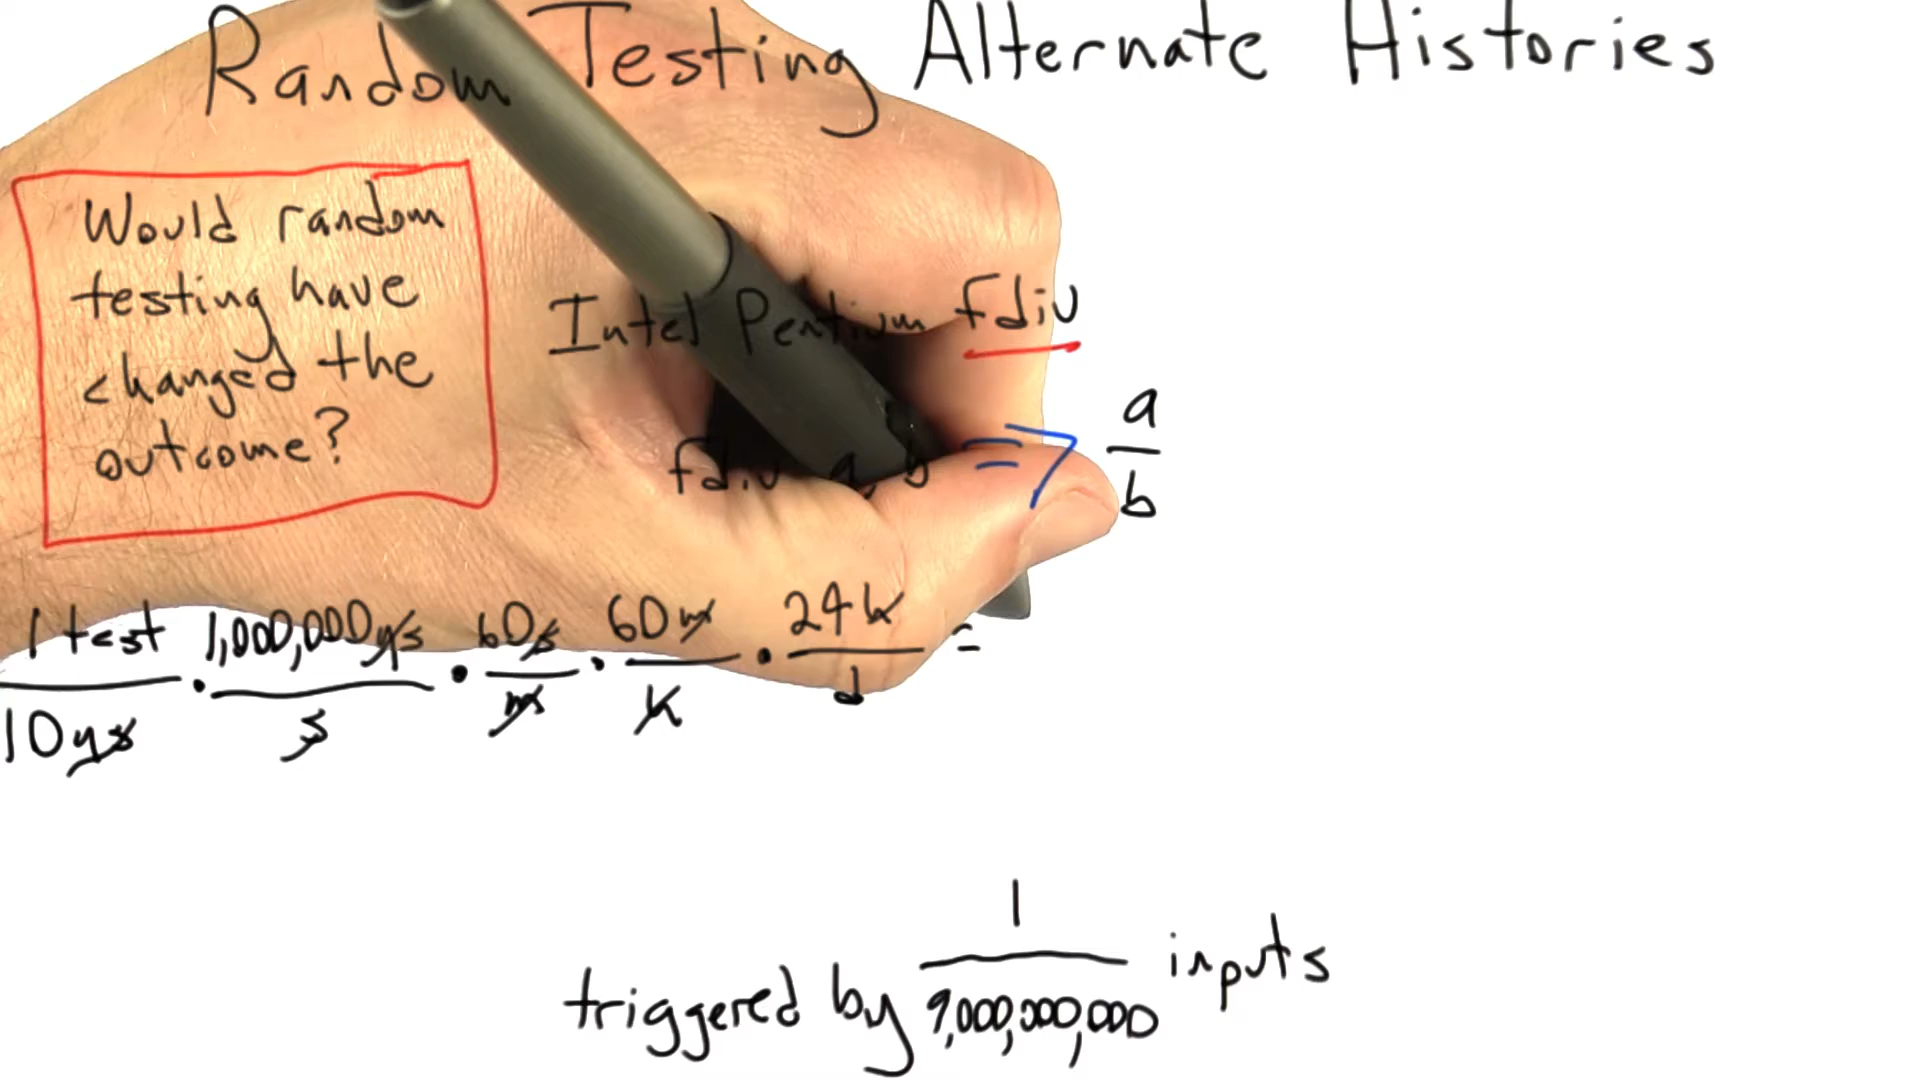 Random Testing Alternate Histories
Would random
testing have
changed the
outcome?
Intel Pentium fdiv
fdiv a, b ⇒ a/b
1 test/10 μs · 1,000,000 μs/s · 60 s/m · 60 m/h · 24 h/d =
triggered by 1/9,000,000,000 inputs